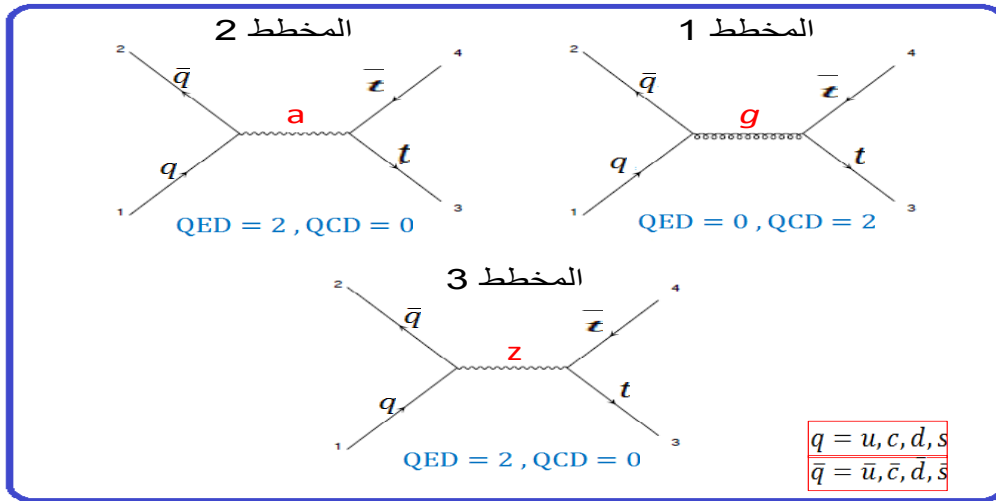 المخطط 2
المخطط 1
2
q̄
a
t̄
4
q
t
1
3
QED = 2 , QCD = 0
2
q̄
g
t̄
4
q
t
1
3
QED = 0 , QCD = 2
المخطط 3
2
q̄
z
t̄
4
q
t
1
3
QED = 2, QCD = 0
q = u, c, d, s
q̄ = ū, c̄, d̄, s̄